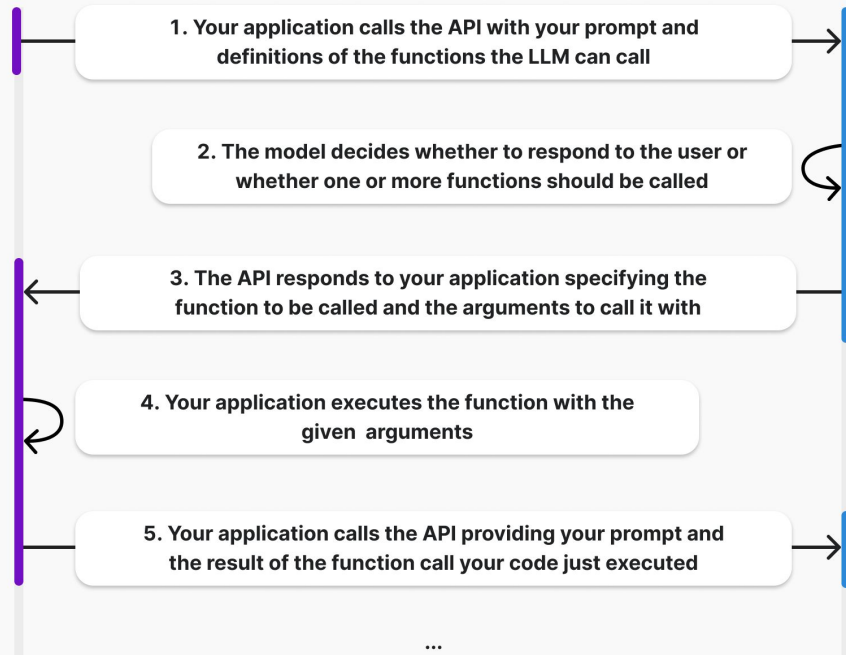 1. Your application calls the API with your prompt and
definitions of the functions the LLM can call
2. The model decides whether to respond to the user or
whether one or more functions should be called
3. The API responds to your application specifying the
function to be called and the arguments to call it with
4. Your application executes the function with the
given  arguments
5. Your application calls the API providing your prompt and
the result of the function call your code just executed
...